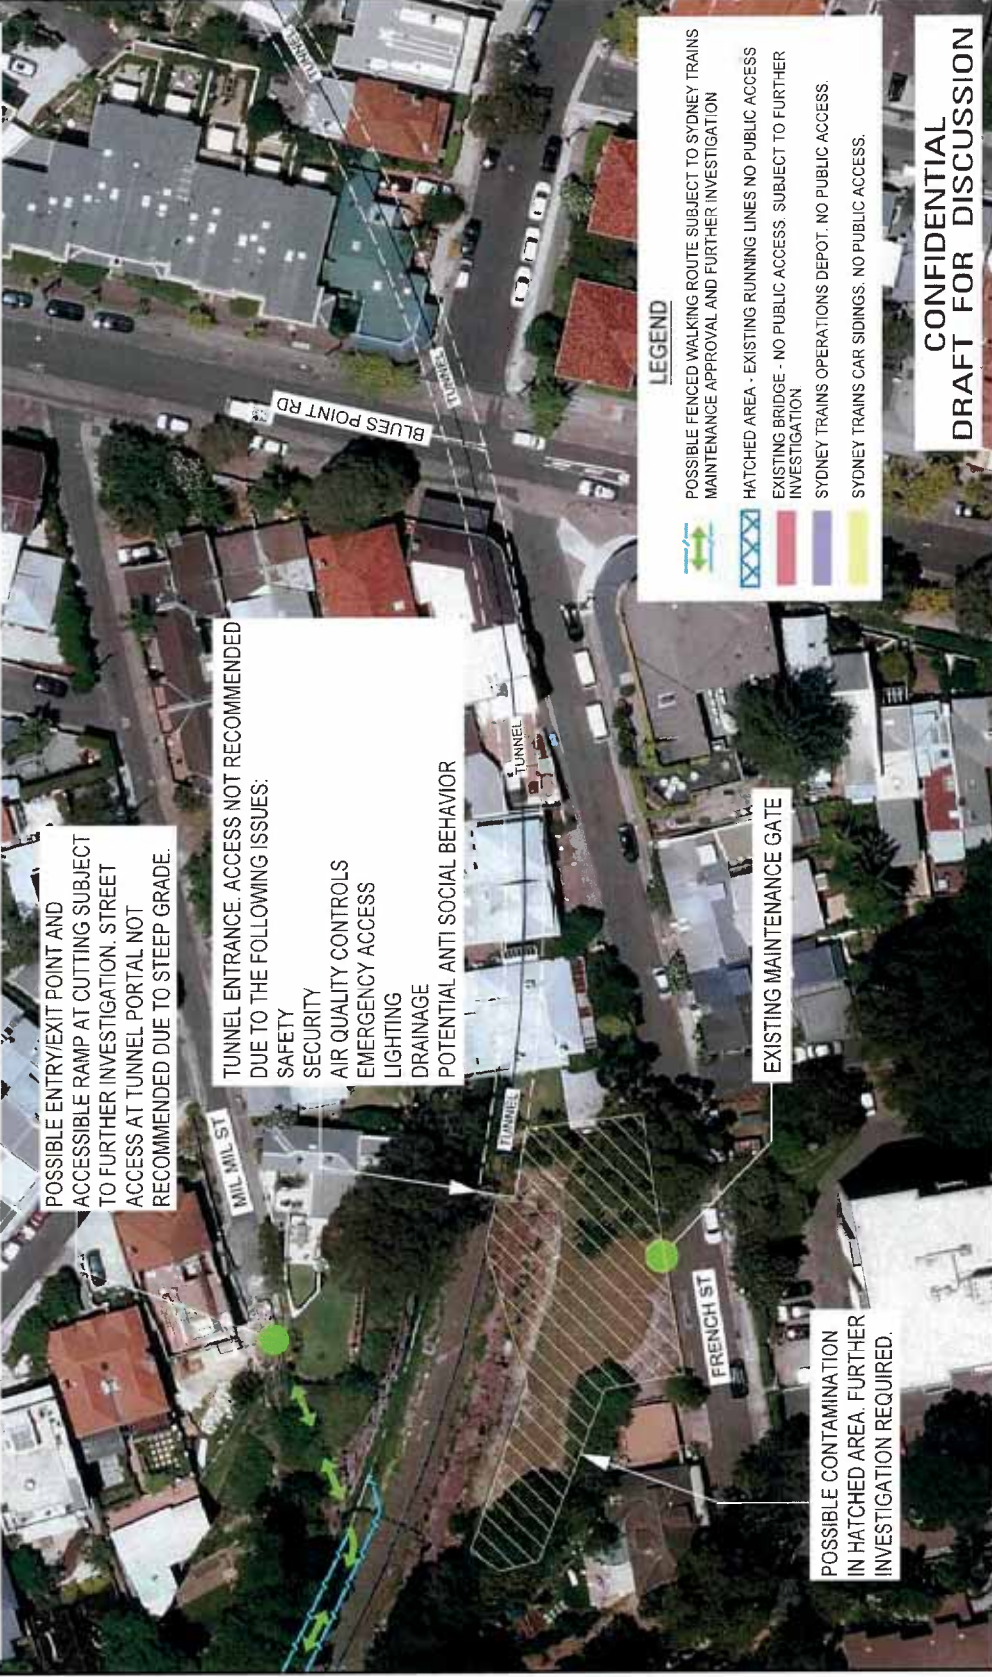 POSSIBLE ENTRY/EXIT POINT AND
ACCESSIBLE RAMP AT CUTTING SUBJECT
TO FURTHER INVESTIGATION. STREET
ACCESS AT TUNNEL PORTAL NOT
RECOMMENDED DUE TO STEEP GRADE.
MIL MIL ST
TUNNEL ENTRANCE. ACCESS NOT RECOMMENDED
DUE TO THE FOLLOWING ISSUES:
SAFETY
SECURITY
AIR QUALITY CONTROLS
EMERGENCY ACCESS
LIGHTING
DRAINAGE
POTENTIAL ANTI SOCIAL BEHAVIOR
TUNNEL
TUNNEL
TUNNEL
TUNNEL
BLUES POINT RD
FRENCH ST
EXISTING MAINTENANCE GATE
POSSIBLE CONTAMINATION
IN HATCHED AREA. FURTHER
INVESTIGATION REQUIRED.
LEGEND
POSSIBLE FENCED WALKING ROUTE SUBJECT TO SYDNEY TRAINS
MAINTENANCE APPROVAL AND FURTHER INVESTIGATION
HATCHED AREA - EXISTING RUNNING LINES NO PUBLIC ACCESS
EXISTING BRIDGE - NO PUBLIC ACCESS. SUBJECT TO FURTHER
INVESTIGATION
SYDNEY TRAINS OPERATIONS DEPOT. NO PUBLIC ACCESS.
SYDNEY TRAINS CAR SIDINGS. NO PUBLIC ACCESS.
CONFIDENTIAL
DRAFT FOR DISCUSSION